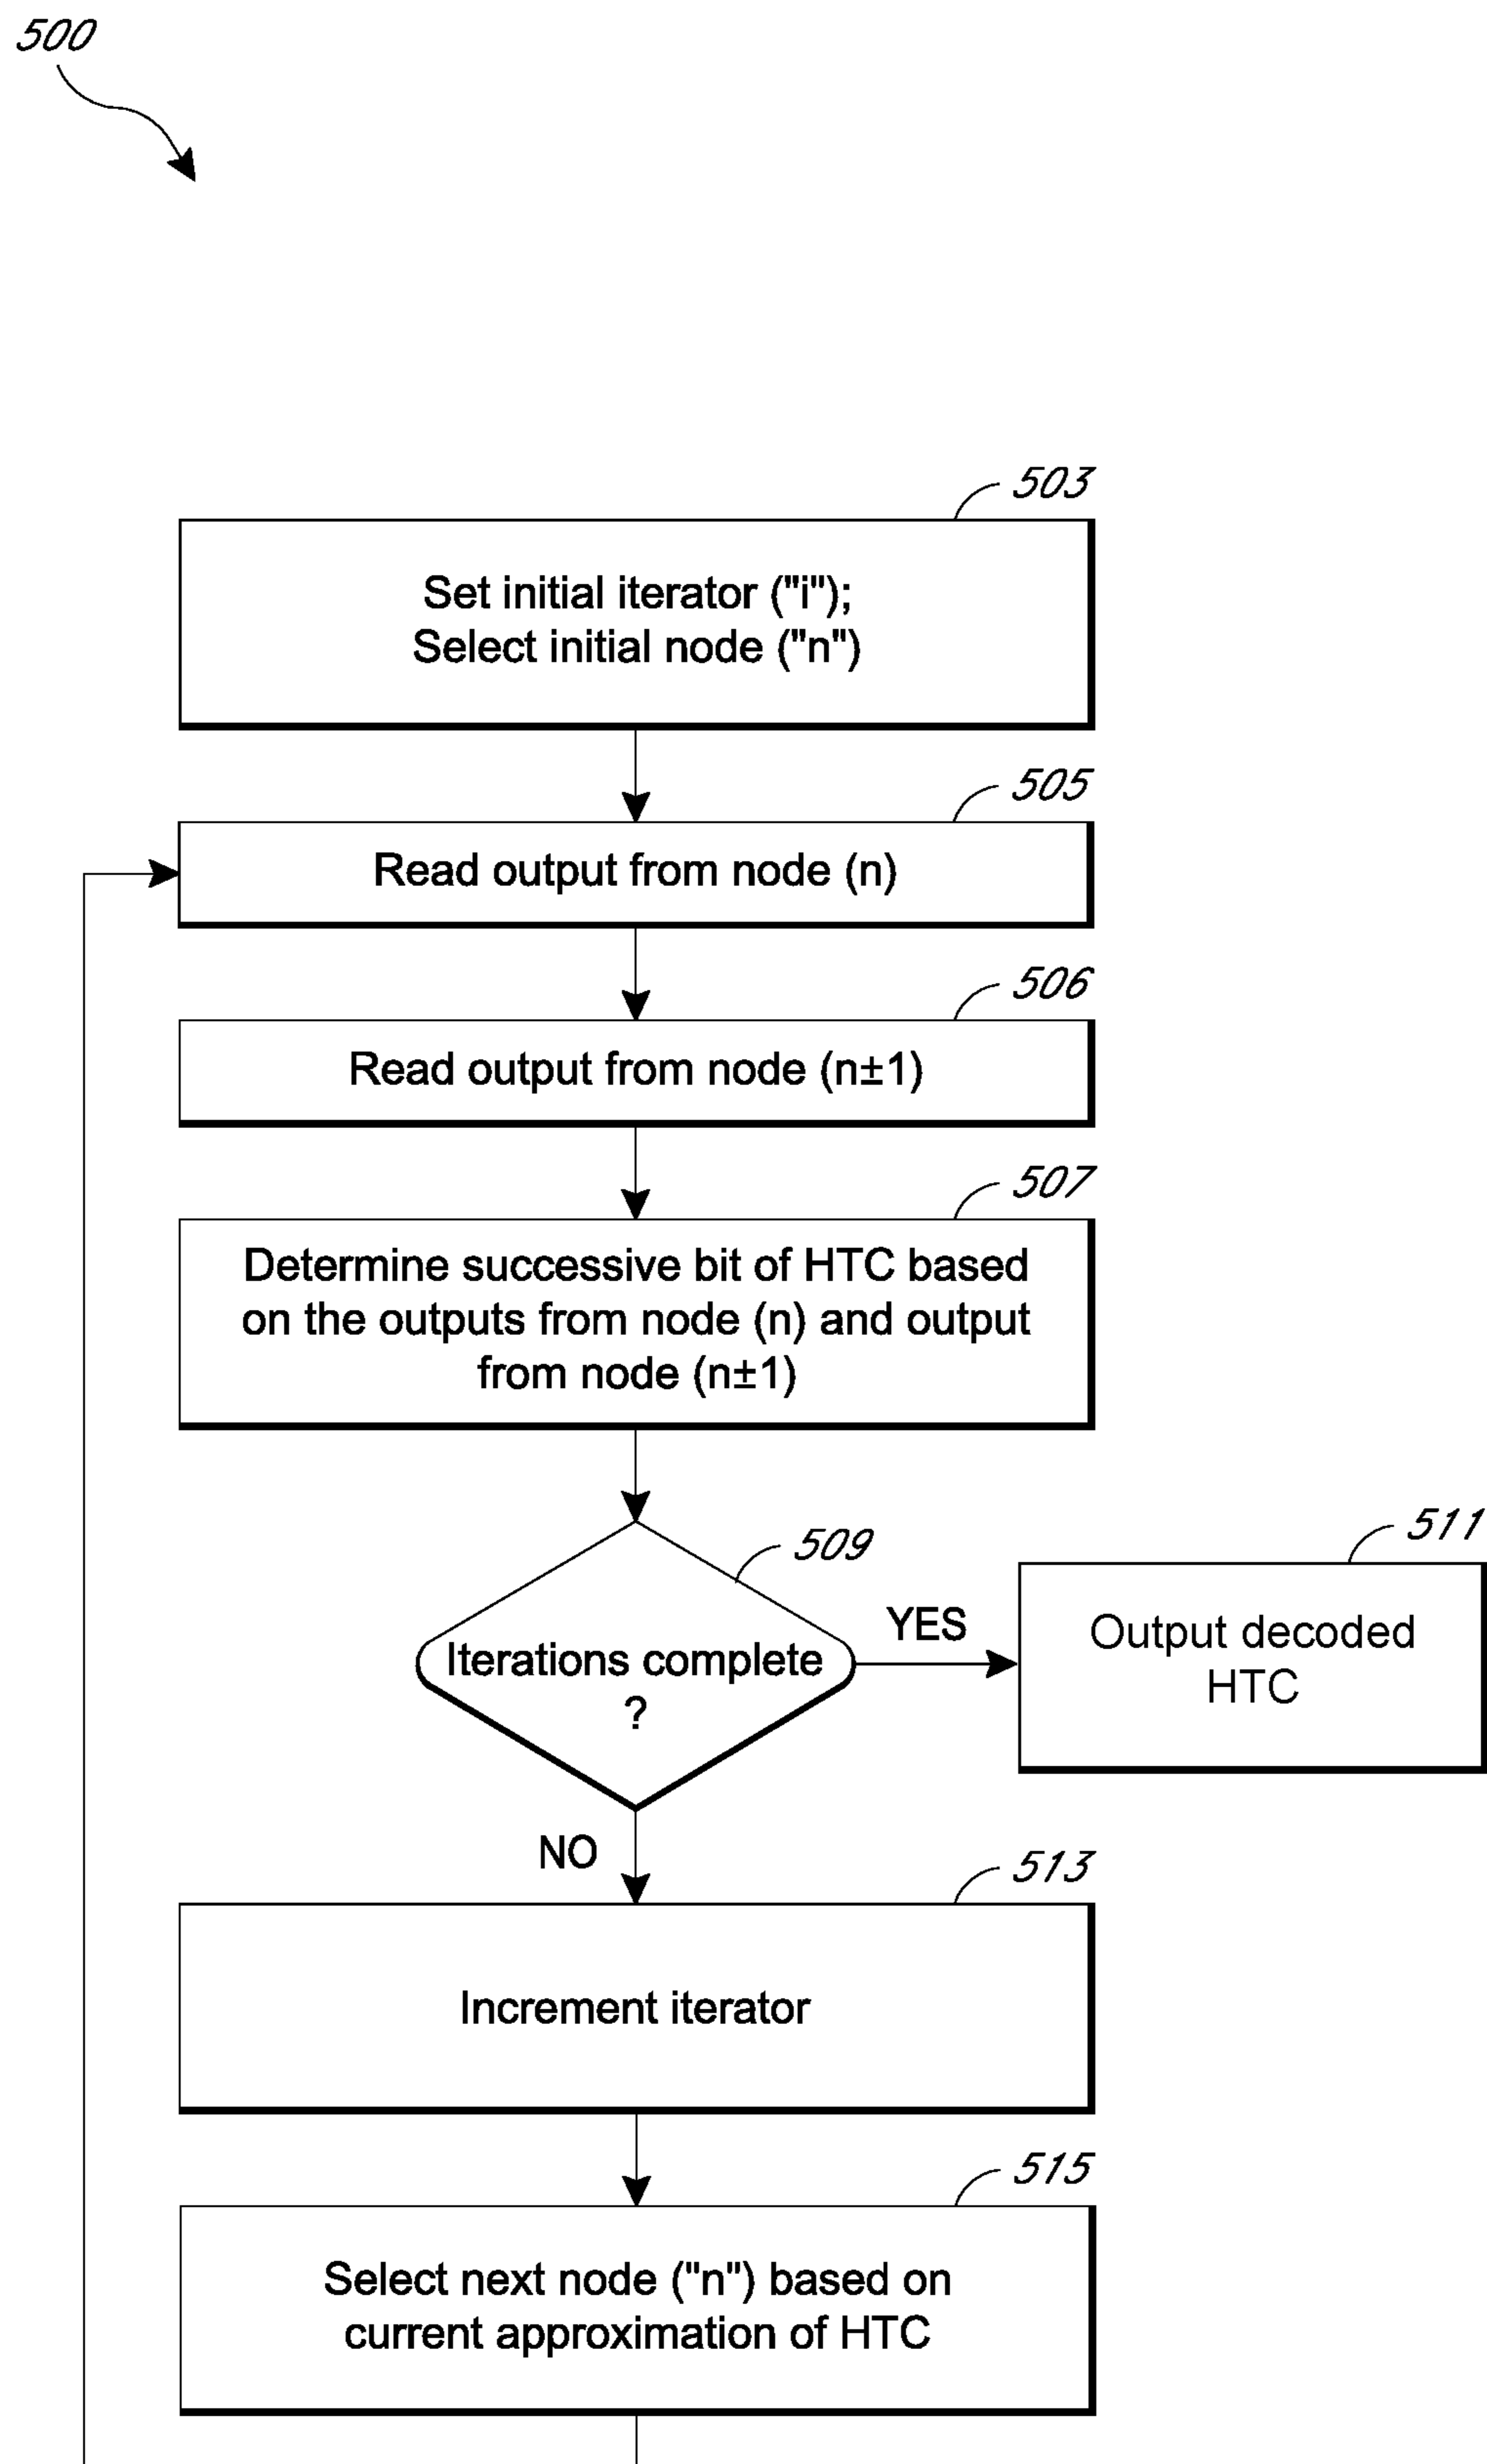 500
503
Set initial iterator ("i");
Select initial node ("n")
505
Read output from node (n)
506
Read output from node (n±1)
507
Determine successive bit of HTC based
on the outputs from node (n) and output
from node (n±1)
509
Iterations complete
?
YES
511
Output decoded
HTC
NO
513
Increment iterator
515
Select next node ("n") based on
current approximation of HTC